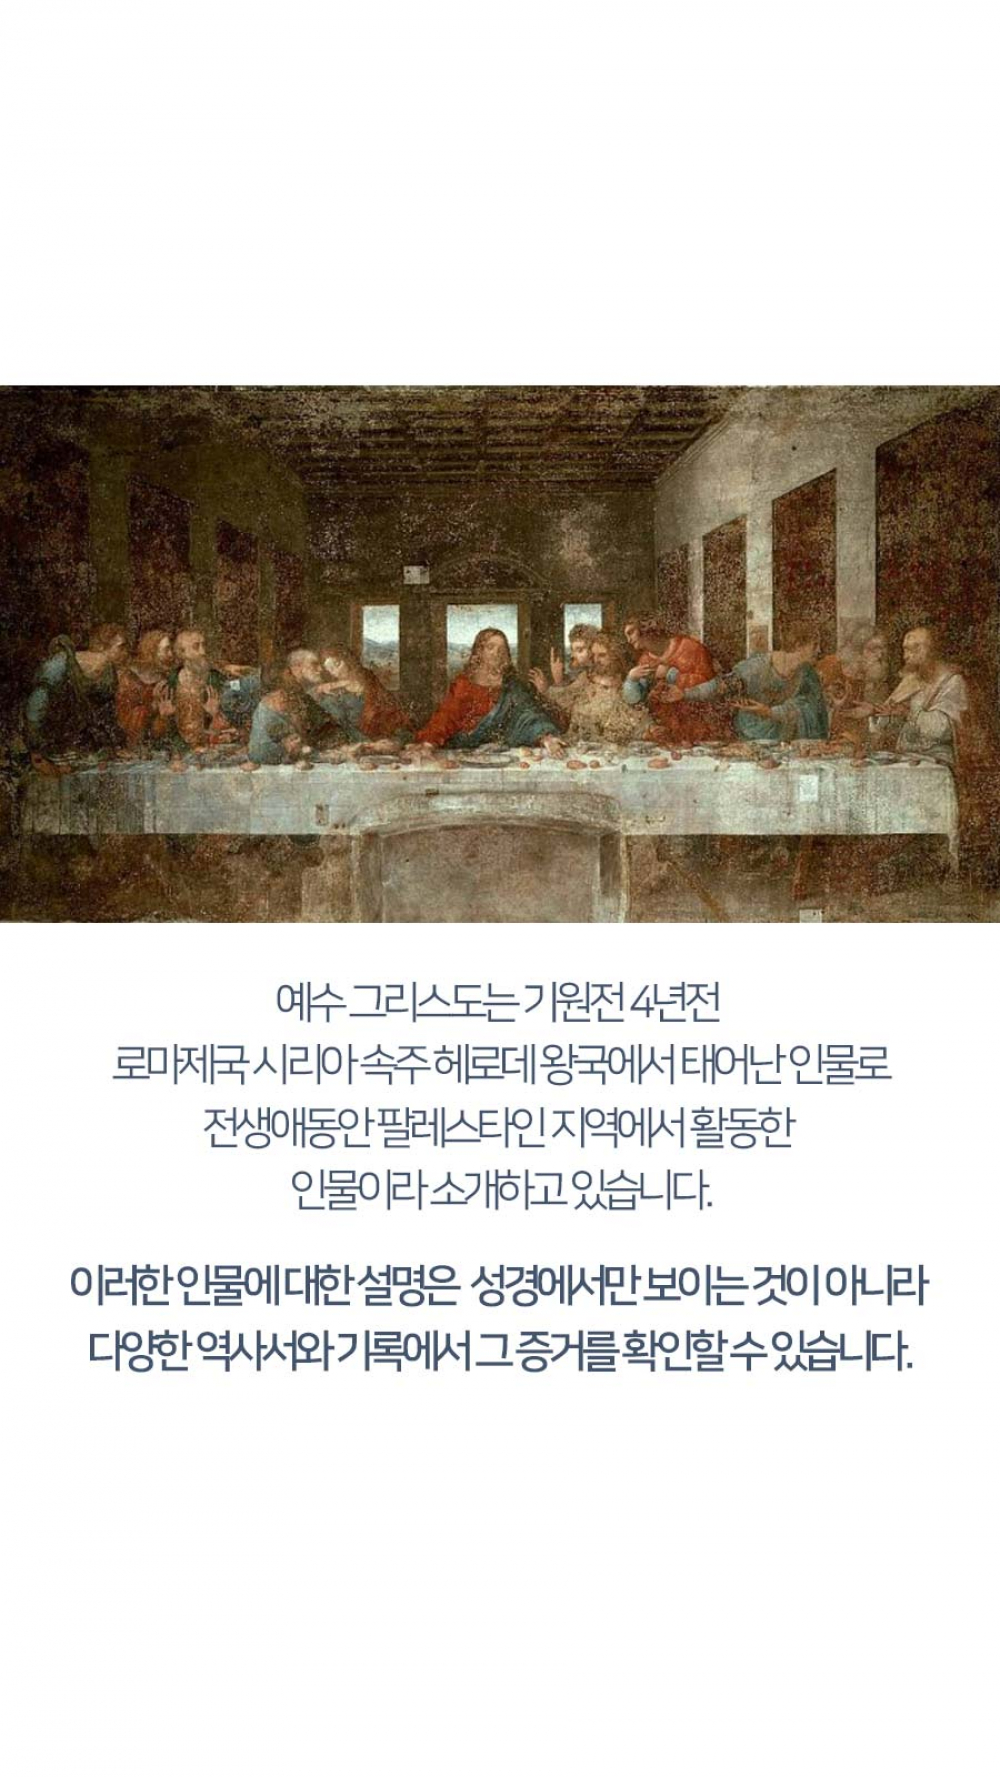 예수 그리스도는 기원전 4년전
로마제국 시리아 속주 헤로데 왕국에서 태어난 인물로
전생애동안 팔레스타인 지역에서 활동한
인물이라 소개하고 있습니다.
이러한 인물에 대한 설명은 성경에서만 보이는 것이 아니라
다양한 역사서와 기록에서 그 증거를 확인할 수 있습니다.